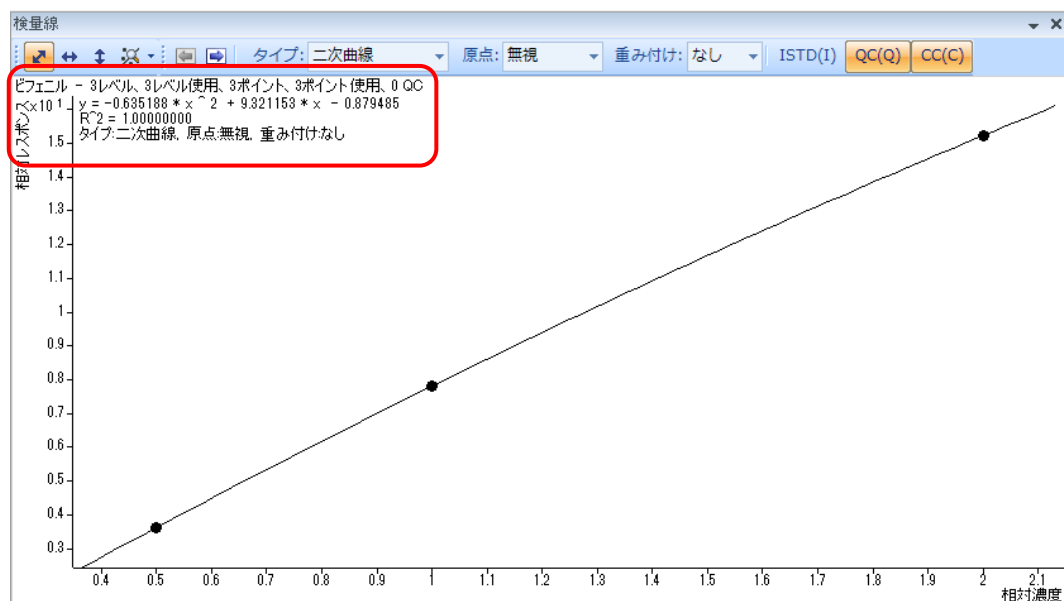 検量線
タイプ: 二次曲線 原点: 無視 重み付け: なし ISTD(I) QC(Q) CC(C)
ビフェニル - 3レベル、3レベル使用、3ポイント、3ポイント使用、0 QC
x10 1
y = -0.635188 * x ^ 2 + 9.321153 * x - 0.879485
R^2 = 1.00000000
タイプ:二次曲線, 原点:無視, 重み付け:なし
相対レスポンス
1.5
1.4
1.3
1.2
1.1
1
0.9
0.8
0.7
0.6
0.5
0.4
0.3
0.4 0.5 0.6 0.7 0.8 0.9 1 1.1 1.2 1.3 1.4 1.5 1.6 1.7 1.8 1.9 2 2.1
相対濃度